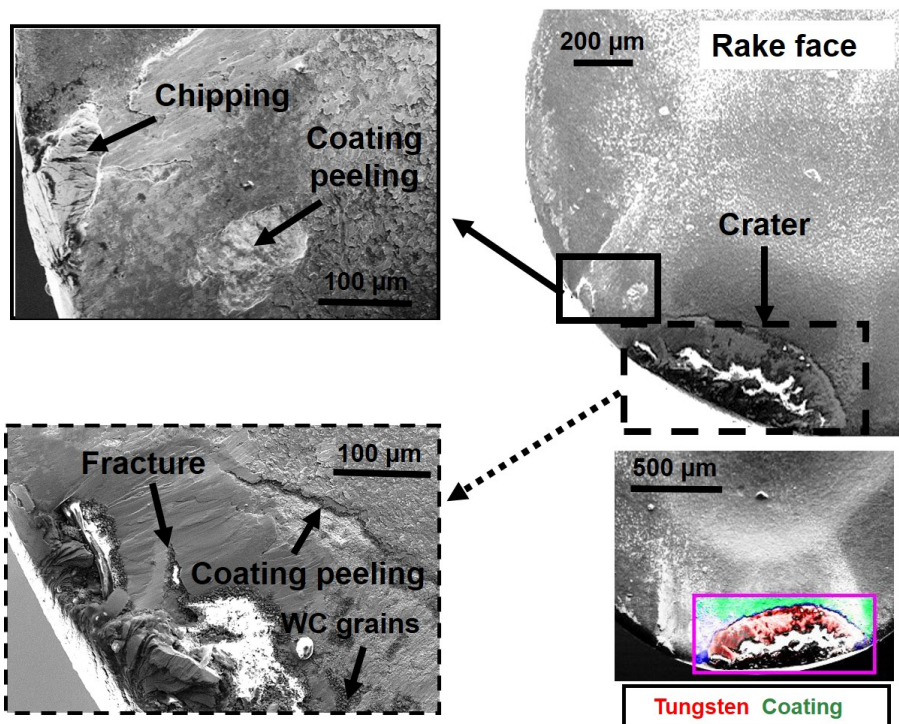 Chipping
Coating
peeling
100 µm
200 µm
Rake face
Crater
Fracture
100 µm
Coating peeling
WC grains
500 µm
Tungsten Coating